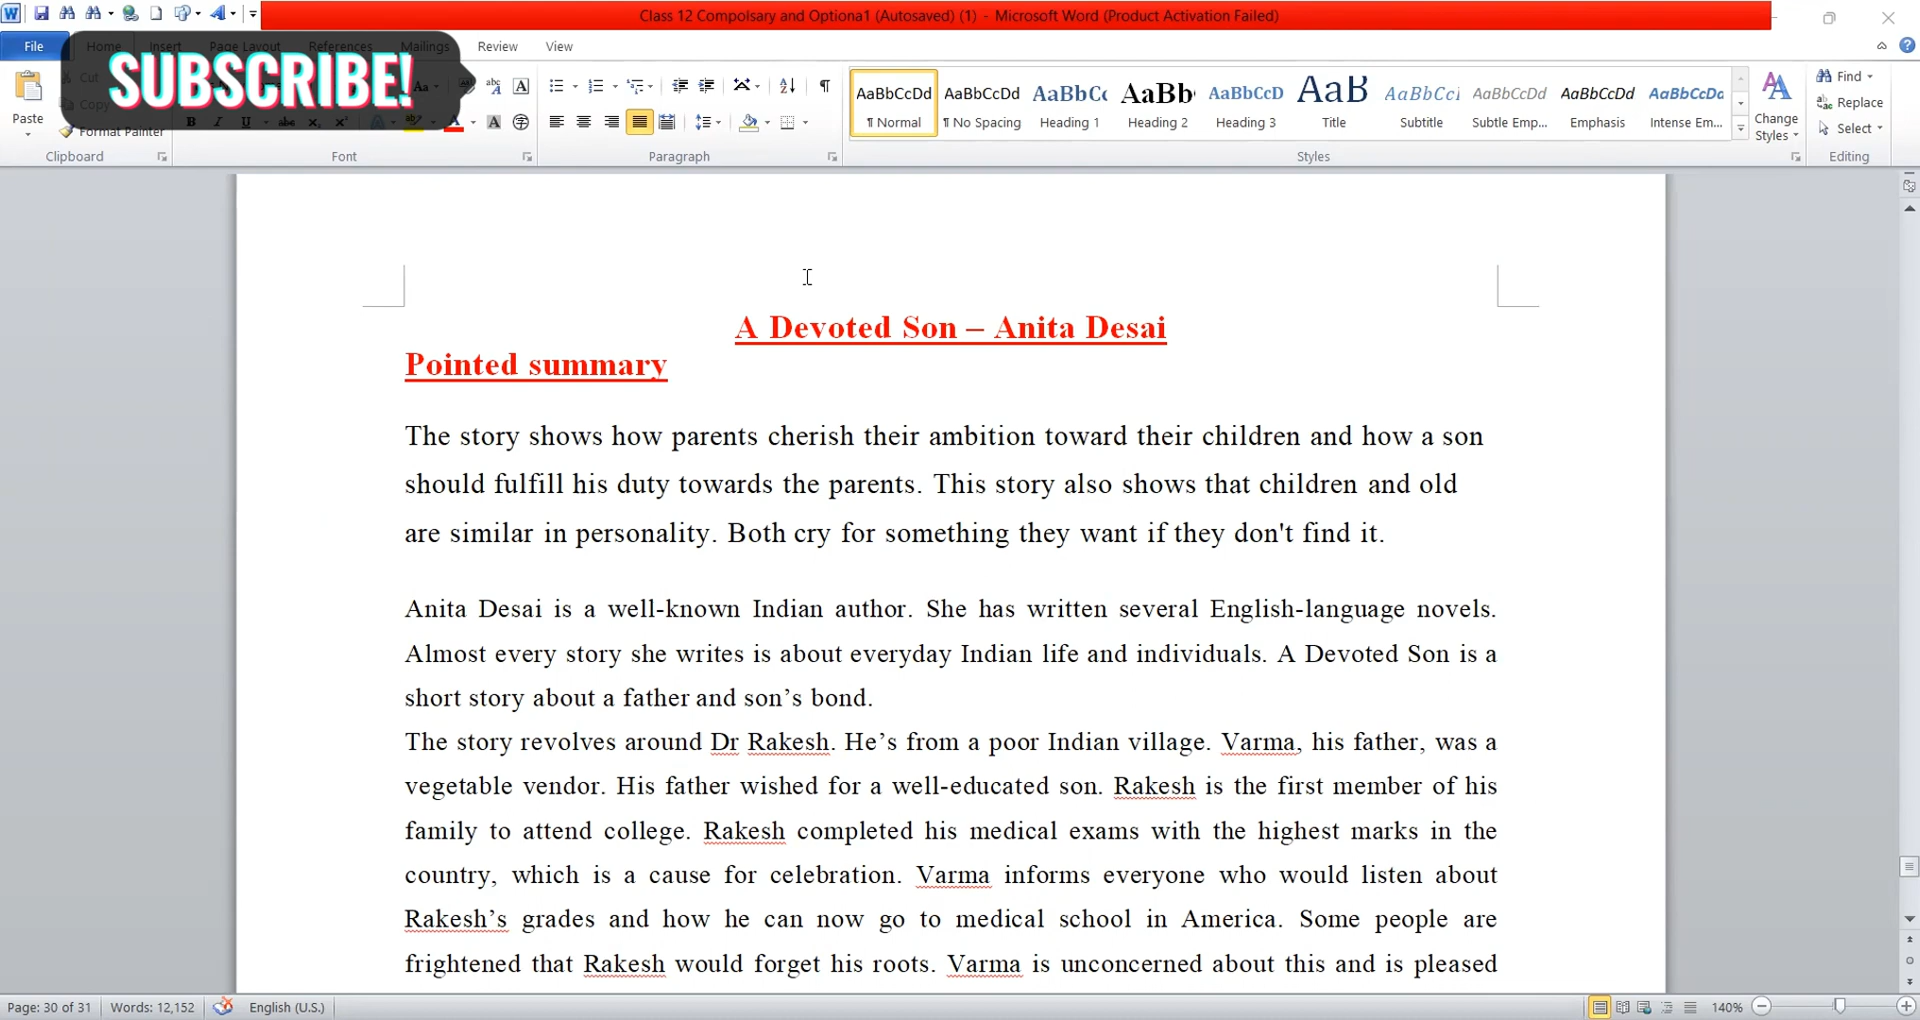 Class 12 Compolsary and Optiona1 (Autosaved) (1) - Microsoft Word (Product Activation Failed)
File Home Insert Page Layout References Mailings Review View
SUBSCRIBE!
Cut
Copy
Paste
Format Painter
Clipboard Font Paragraph Styles Editing
AaBbCcDd AaBbCcDd AaBbCc AaBb AaBbCcD AaB AaBbCcl AaBbCcDd AaBbCcDd AaBbCcDc
¶ Normal ¶ No Spacing Heading 1 Heading 2 Heading 3 Title Subtitle Subtle Emp... Emphasis Intense Em...
Change
Styles
Find
Replace
Select
A Devoted Son – Anita Desai
Pointed summary
The story shows how parents cherish their ambition toward their children and how a son
should fulfill his duty towards the parents. This story also shows that children and old
are similar in personality. Both cry for something they want if they don't find it.
Anita Desai is a well-known Indian author. She has written several English-language novels.
Almost every story she writes is about everyday Indian life and individuals. A Devoted Son is a
short story about a father and son’s bond.
The story revolves around Dr Rakesh. He’s from a poor Indian village. Varma, his father, was a
vegetable vendor. His father wished for a well-educated son. Rakesh is the first member of his
family to attend college. Rakesh completed his medical exams with the highest marks in the
country, which is a cause for celebration. Varma informs everyone who would listen about
Rakesh’s grades and how he can now go to medical school in America. Some people are
frightened that Rakesh would forget his roots. Varma is unconcerned about this and is pleased
Page: 30 of 31 Words: 12,152 English (U.S.) 140%